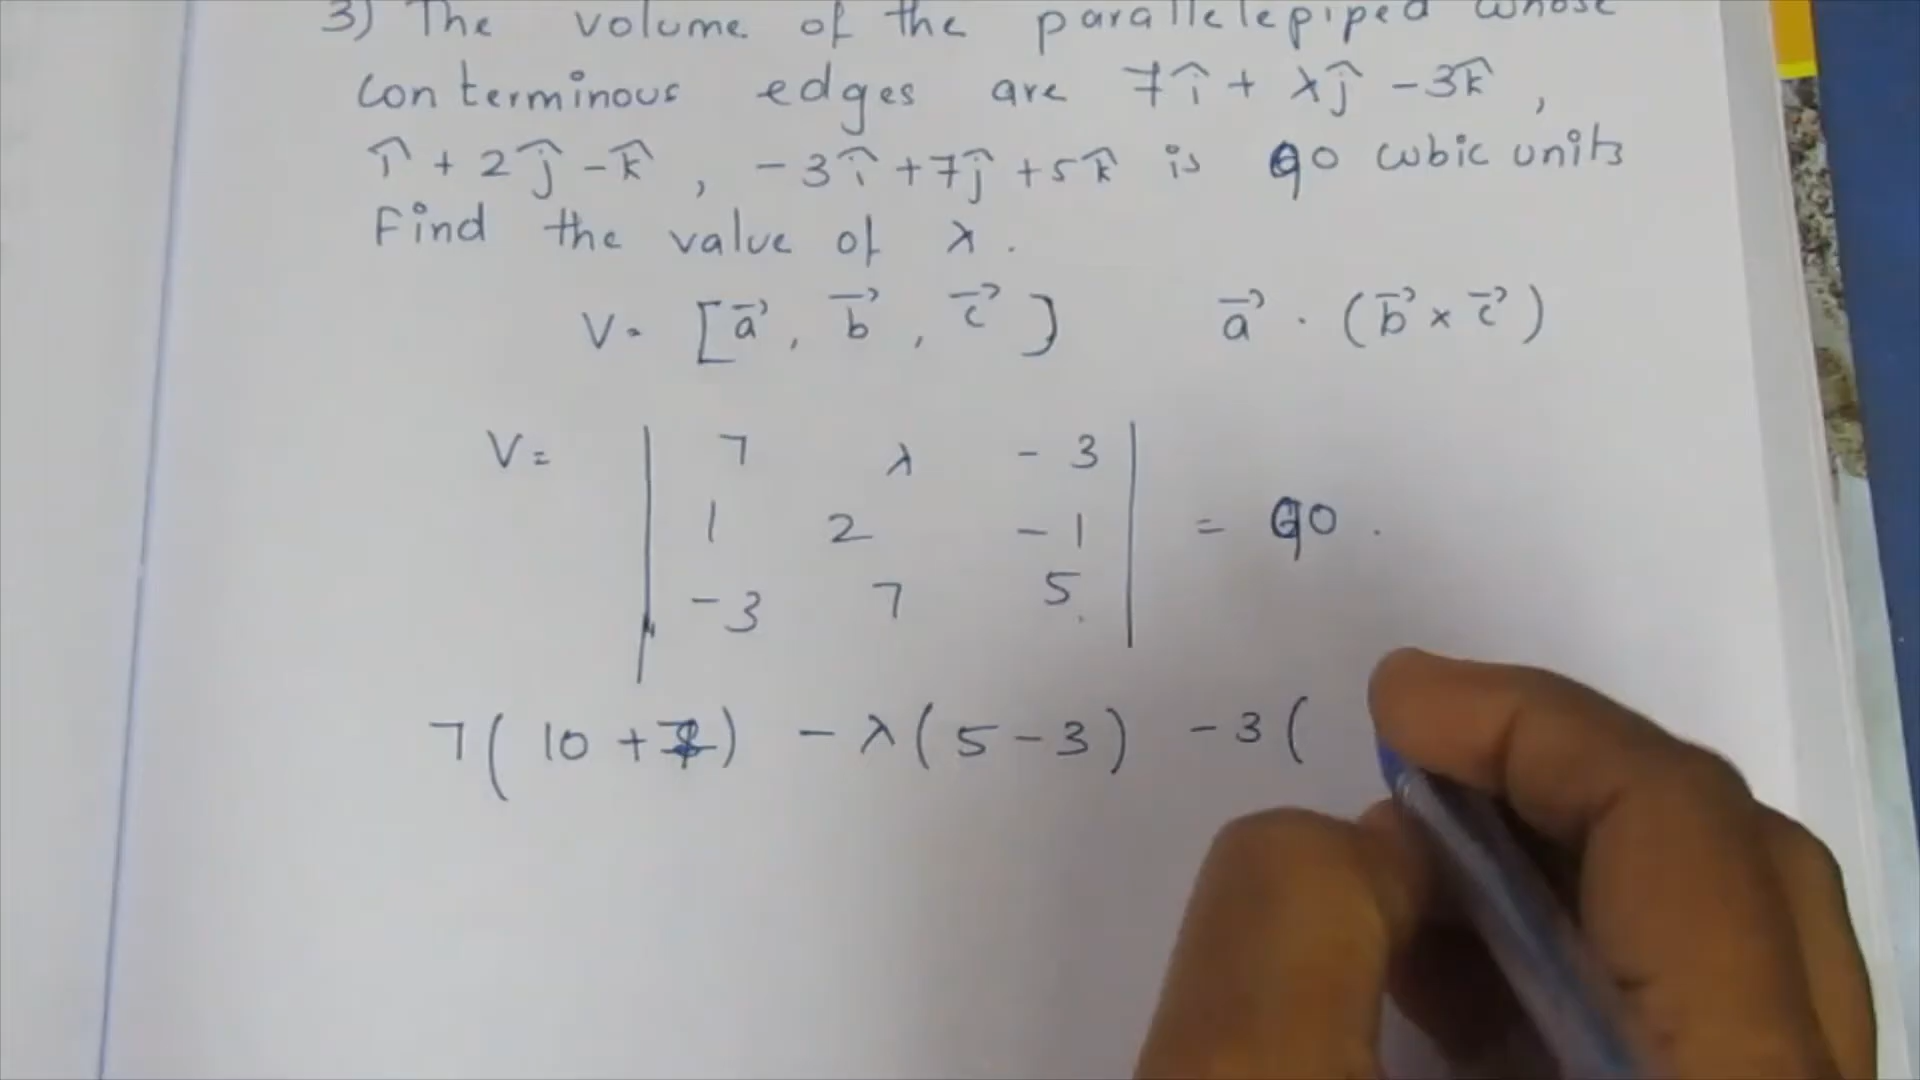 3) The volume of the parallelepiped whose
conterminous edges are 7î + λĵ - 3k̂ ,
î + 2ĵ - k̂ , - 3î + 7ĵ + 5k̂ is 90 cubic units
Find the value of λ .
V = [a⃗ , b⃗ , c⃗ ] a⃗ . (b⃗ × c⃗ )
V = | 7 λ - 3 |
| 1 2 - 1 | = 90 .
| - 3 7 5 |
7 ( 10 + 7 ) - λ ( 5 - 3 ) - 3 (